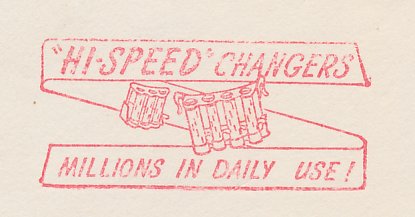 "HI-SPEED" CHANGERS
MILLIONS IN DAILY USE!